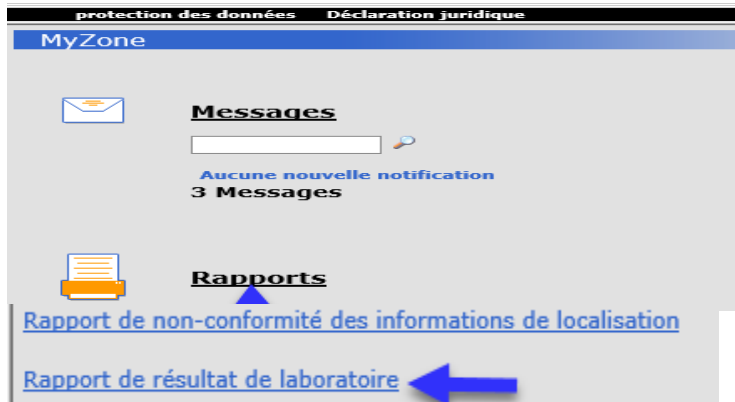 protection des données Déclaration juridique
MyZone
Messages
Aucune nouvelle notification
3 Messages
Rapports
Rapport de non-conformité des informations de localisation
Rapport de résultat de laboratoire